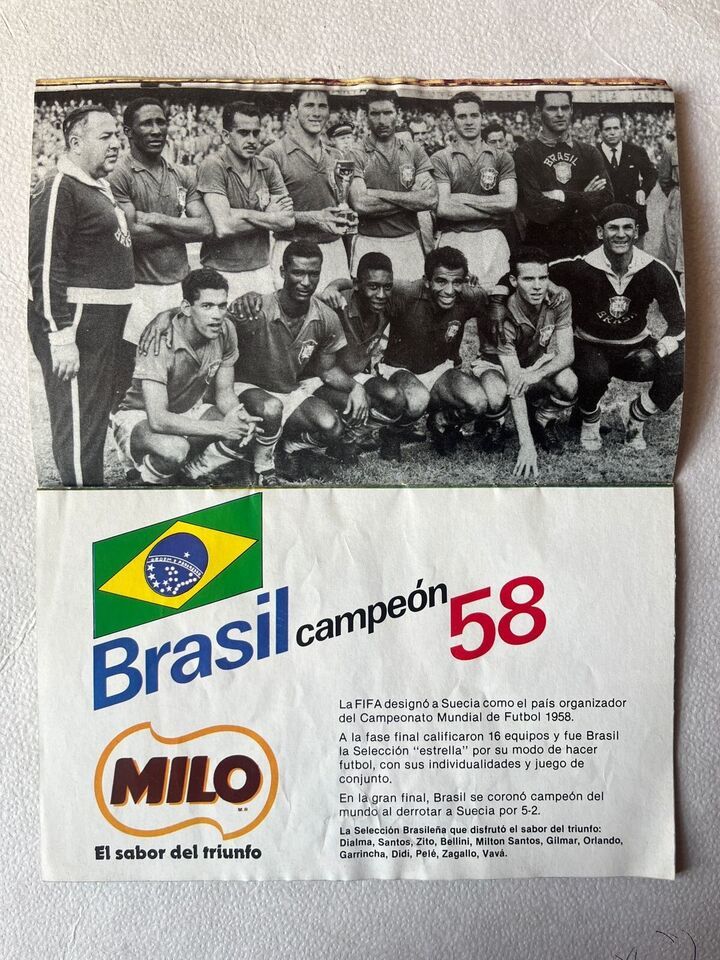 BRASIL
BRASIL
ORDEM E PROGRESSO
Brasil campeón 58
La FIFA designó a Suecia como el país organizador
del Campeonato Mundial de Futbol 1958.
A la fase final calificaron 16 equipos y fue Brasil
la Selección "estrella" por su modo de hacer
futbol, con sus individualidades y juego de
conjunto.
En la gran final, Brasil se coronó campeón del
mundo al derrotar a Suecia por 5-2.
La Selección Brasileña que disfrutó el sabor del triunfo:
Djalma, Santos, Zito, Bellini, Milton Santos, Gilmar, Orlando,
Garrincha, Didi, Pelé, Zagallo, Vavá.
MILO
M.R.
El sabor del triunfo